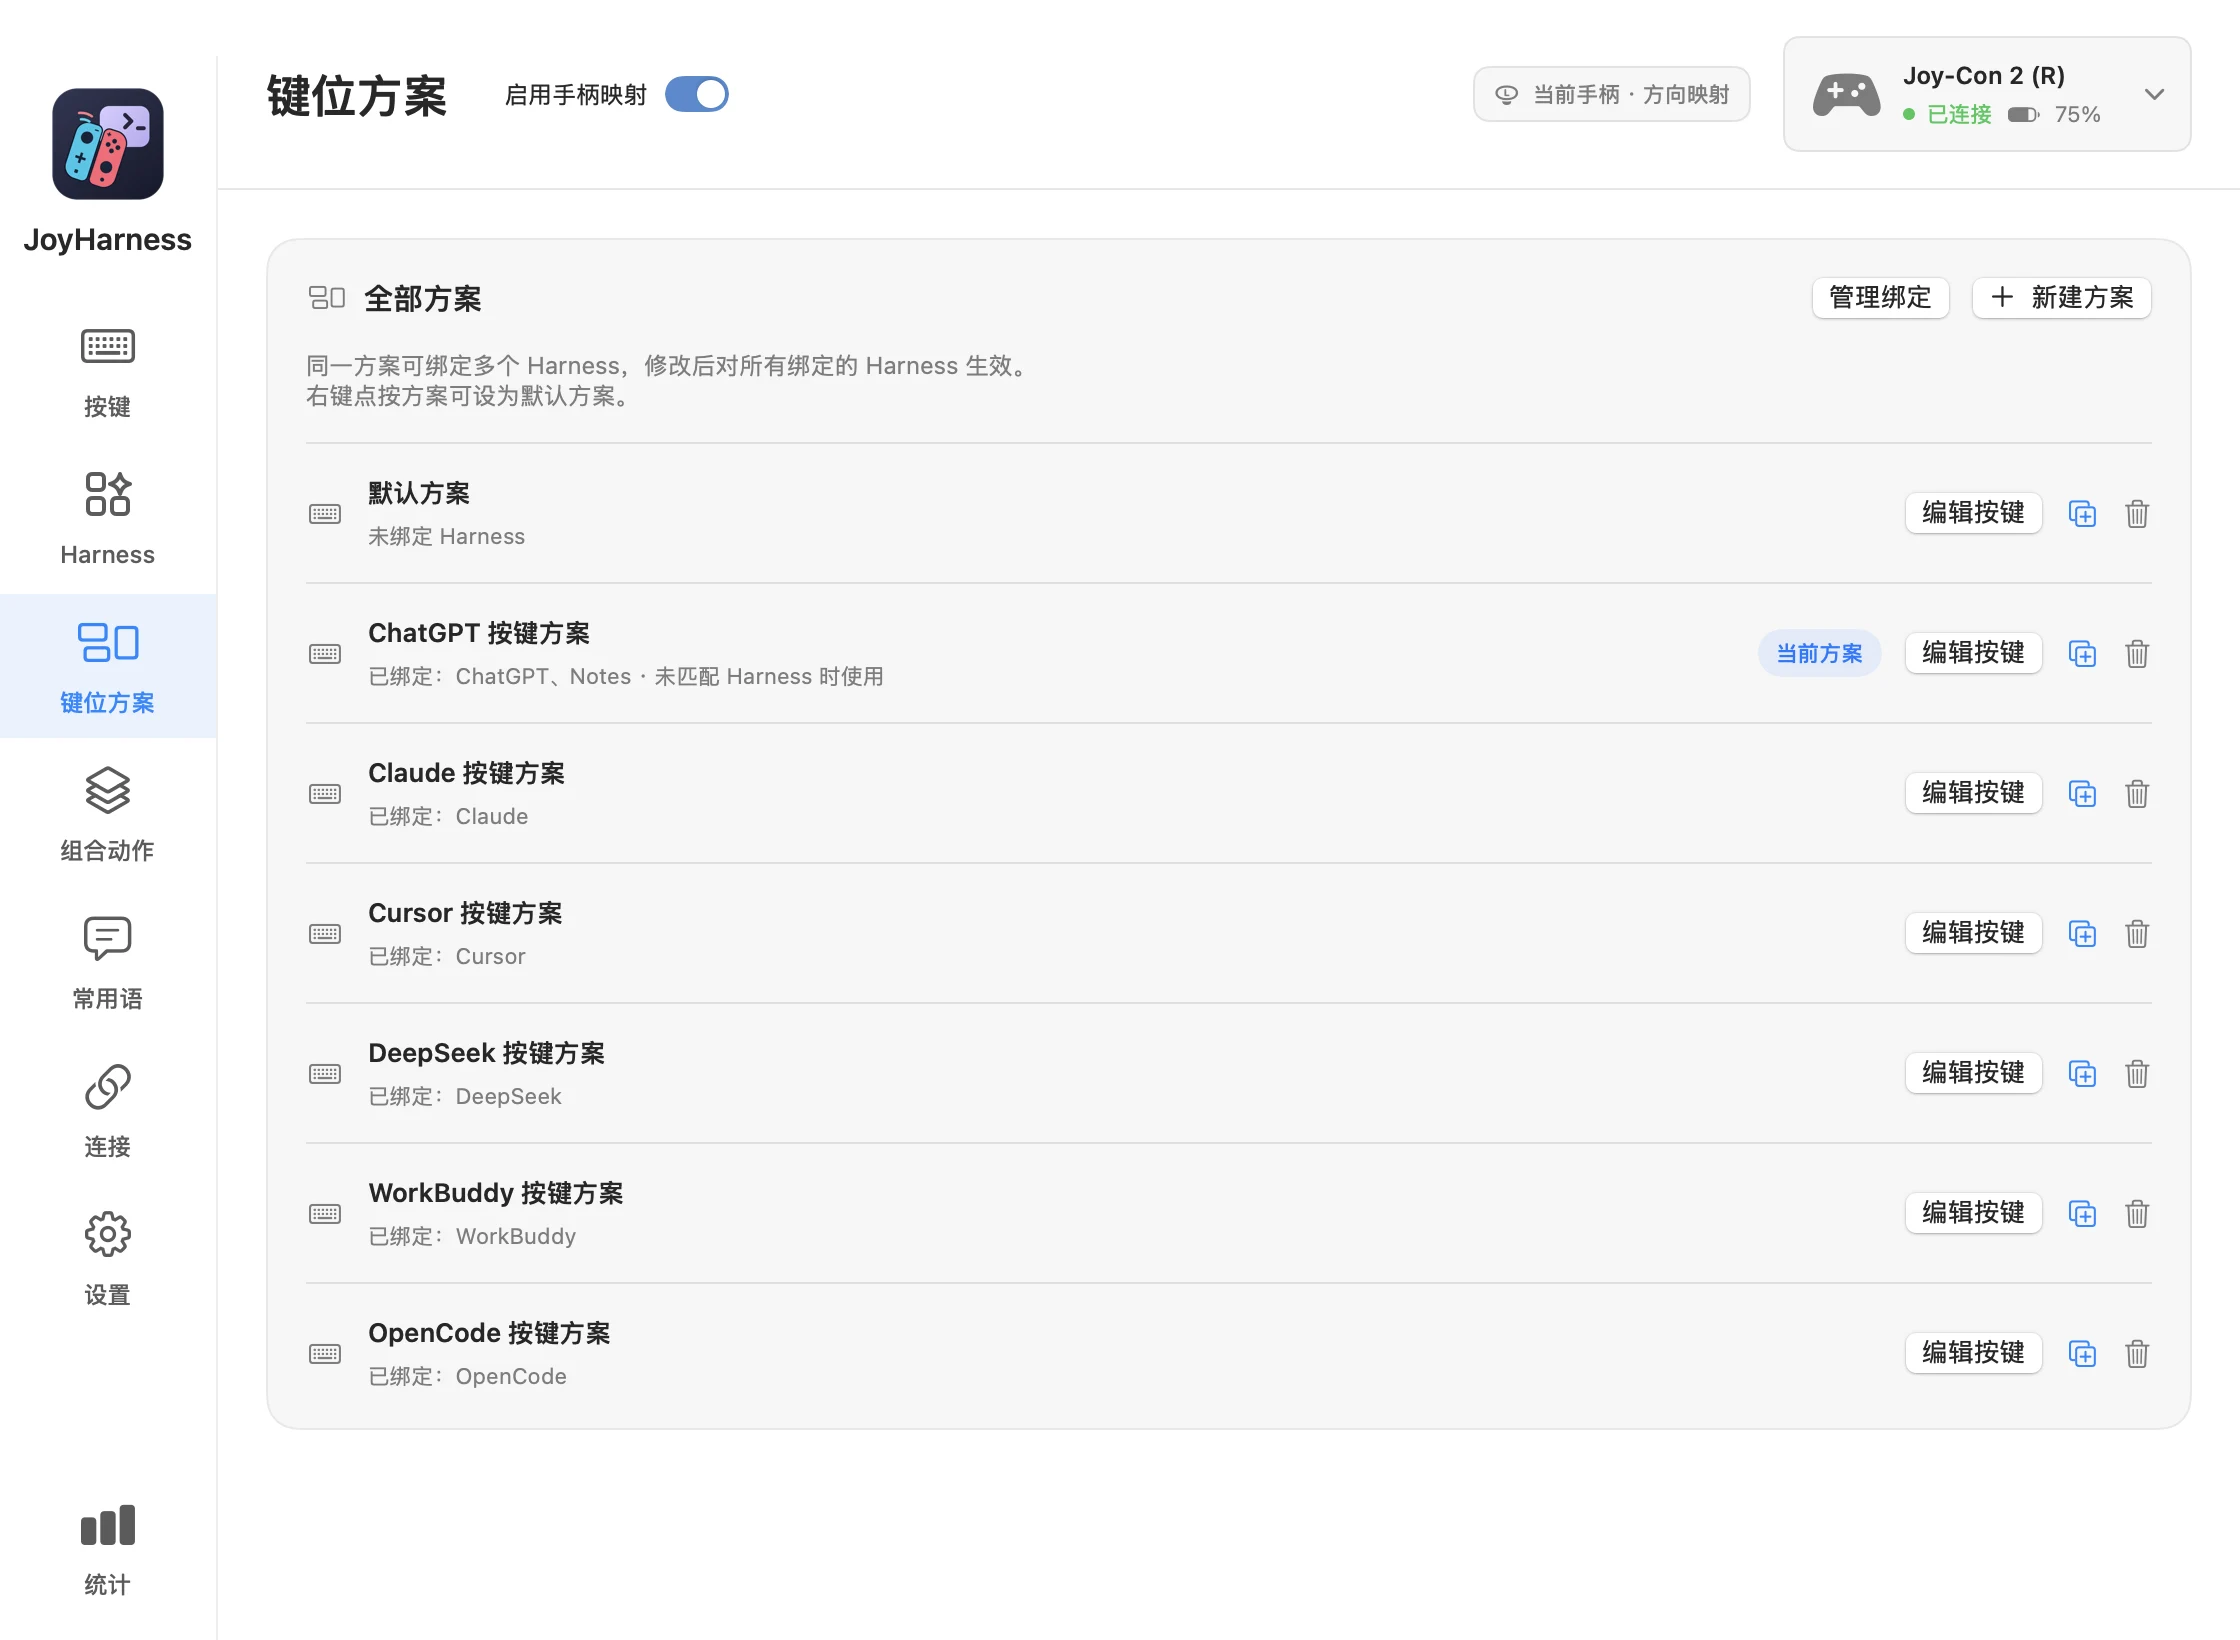 键位方案
启用手柄映射
当前手柄 · 方向映射
Joy-Con 2 (R)
已连接 75%
JoyHarness
按键
Harness
键位方案
组合动作
常用语
连接
设置
统计
全部方案
管理绑定
新建方案
同一方案可绑定多个 Harness，修改后对所有绑定的 Harness 生效。
右键点按方案可设为默认方案。
默认方案
未绑定 Harness
编辑按键
ChatGPT 按键方案
已绑定：ChatGPT、Notes · 未匹配 Harness 时使用
当前方案
编辑按键
Claude 按键方案
已绑定：Claude
编辑按键
Cursor 按键方案
已绑定：Cursor
编辑按键
DeepSeek 按键方案
已绑定：DeepSeek
编辑按键
WorkBuddy 按键方案
已绑定：WorkBuddy
编辑按键
OpenCode 按键方案
已绑定：OpenCode
编辑按键